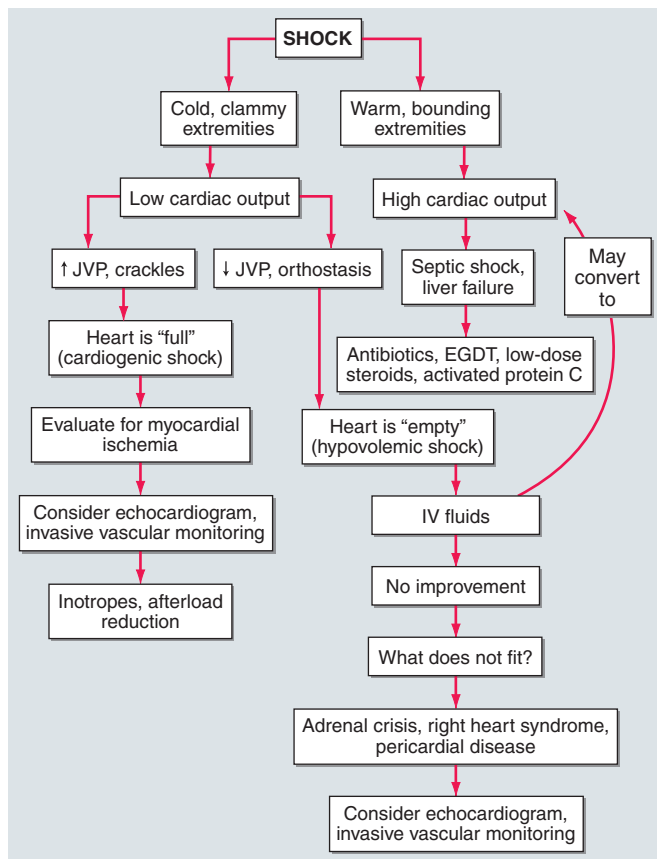 SHOCK
Cold, clammy
extremities
Warm, bounding
extremities
Low cardiac output
High cardiac output
↑ JVP, crackles
↓ JVP, orthostasis
Septic shock,
liver failure
May
convert
to
Heart is “full”
(cardiogenic shock)
Antibiotics, EGDT, low-dose
steroids, activated protein C
Evaluate for myocardial
ischemia
Heart is “empty”
(hypovolemic shock)
Consider echocardiogram,
invasive vascular monitoring
IV fluids
Inotropes, afterload
reduction
No improvement
What does not fit?
Adrenal crisis, right heart syndrome,
pericardial disease
Consider echocardiogram,
invasive vascular monitoring